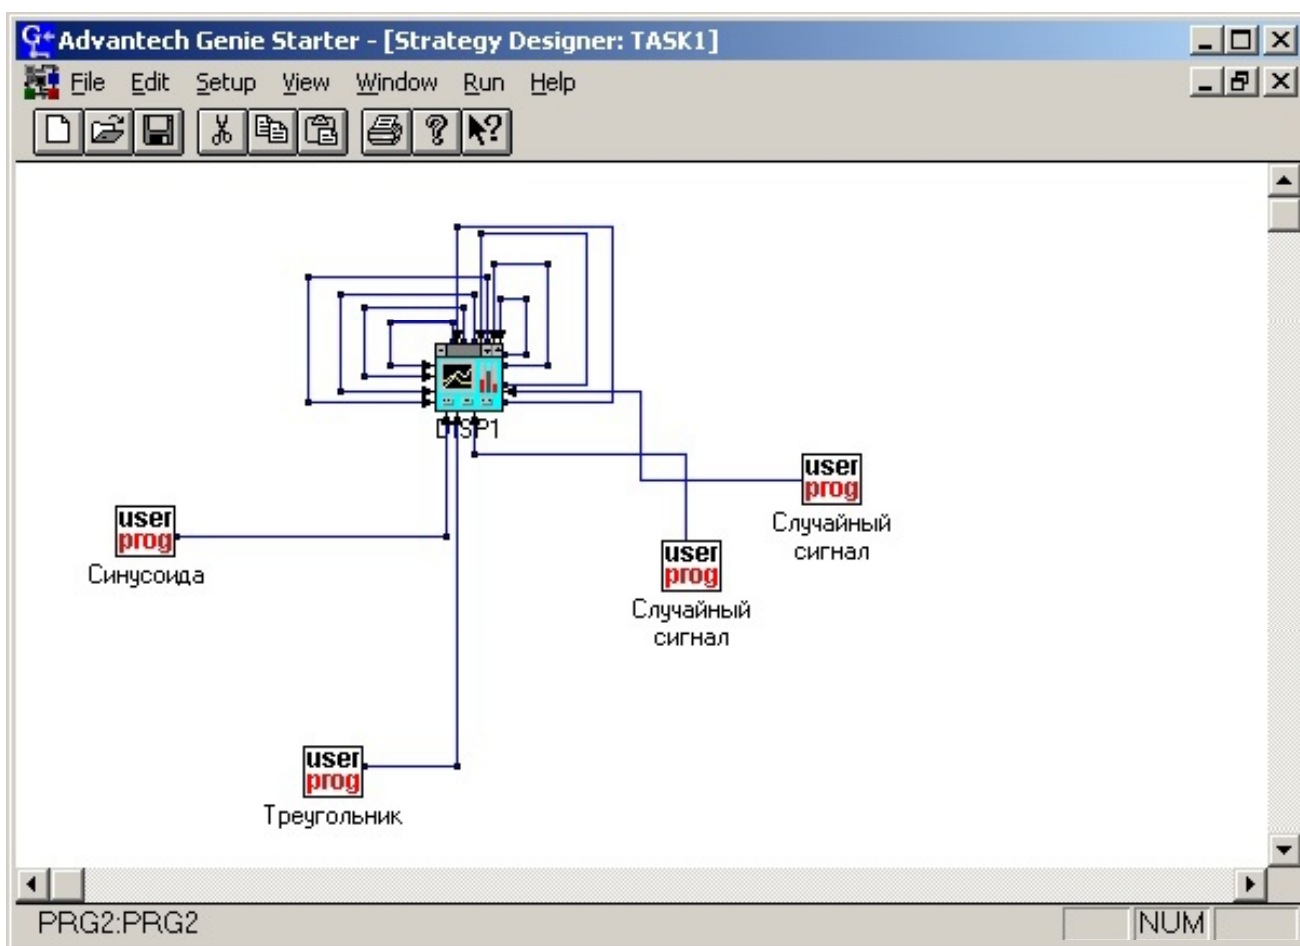 Advantech Genie Starter - [Strategy Designer: TASK1]
File Edit Setup View Window Run Help
DISP1
user
prog
Случайный
сигнал
user
prog
Синусоида
user
prog
Случайный
сигнал
user
prog
Треугольник
PRG2:PRG2
NUM